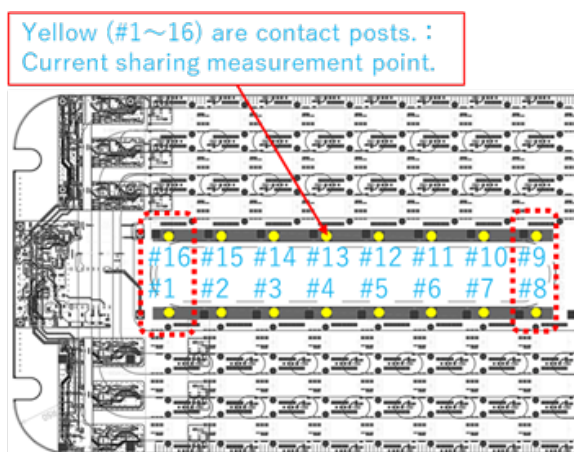 Yellow (#1～16) are contact posts. :
Current sharing measurement point.
#16 #15 #14 #13 #12 #11 #10 #9
#1 #2 #3 #4 #5 #6 #7 #8